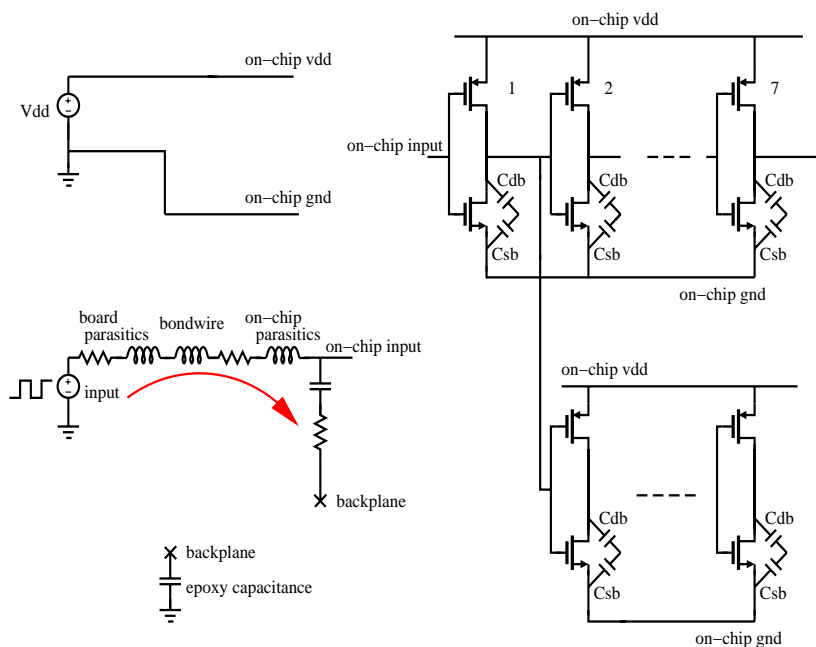 on−chip vdd
Vdd
on−chip gnd
board
parasitics
bondwire
on−chip
parasitics
on−chip input
input
backplane
backplane
epoxy capacitance
on−chip vdd
1
2
7
on−chip input
Cdb
Cdb
Cdb
Csb
Csb
Csb
on−chip gnd
on−chip vdd
Cdb
Cdb
Csb
Csb
on−chip gnd